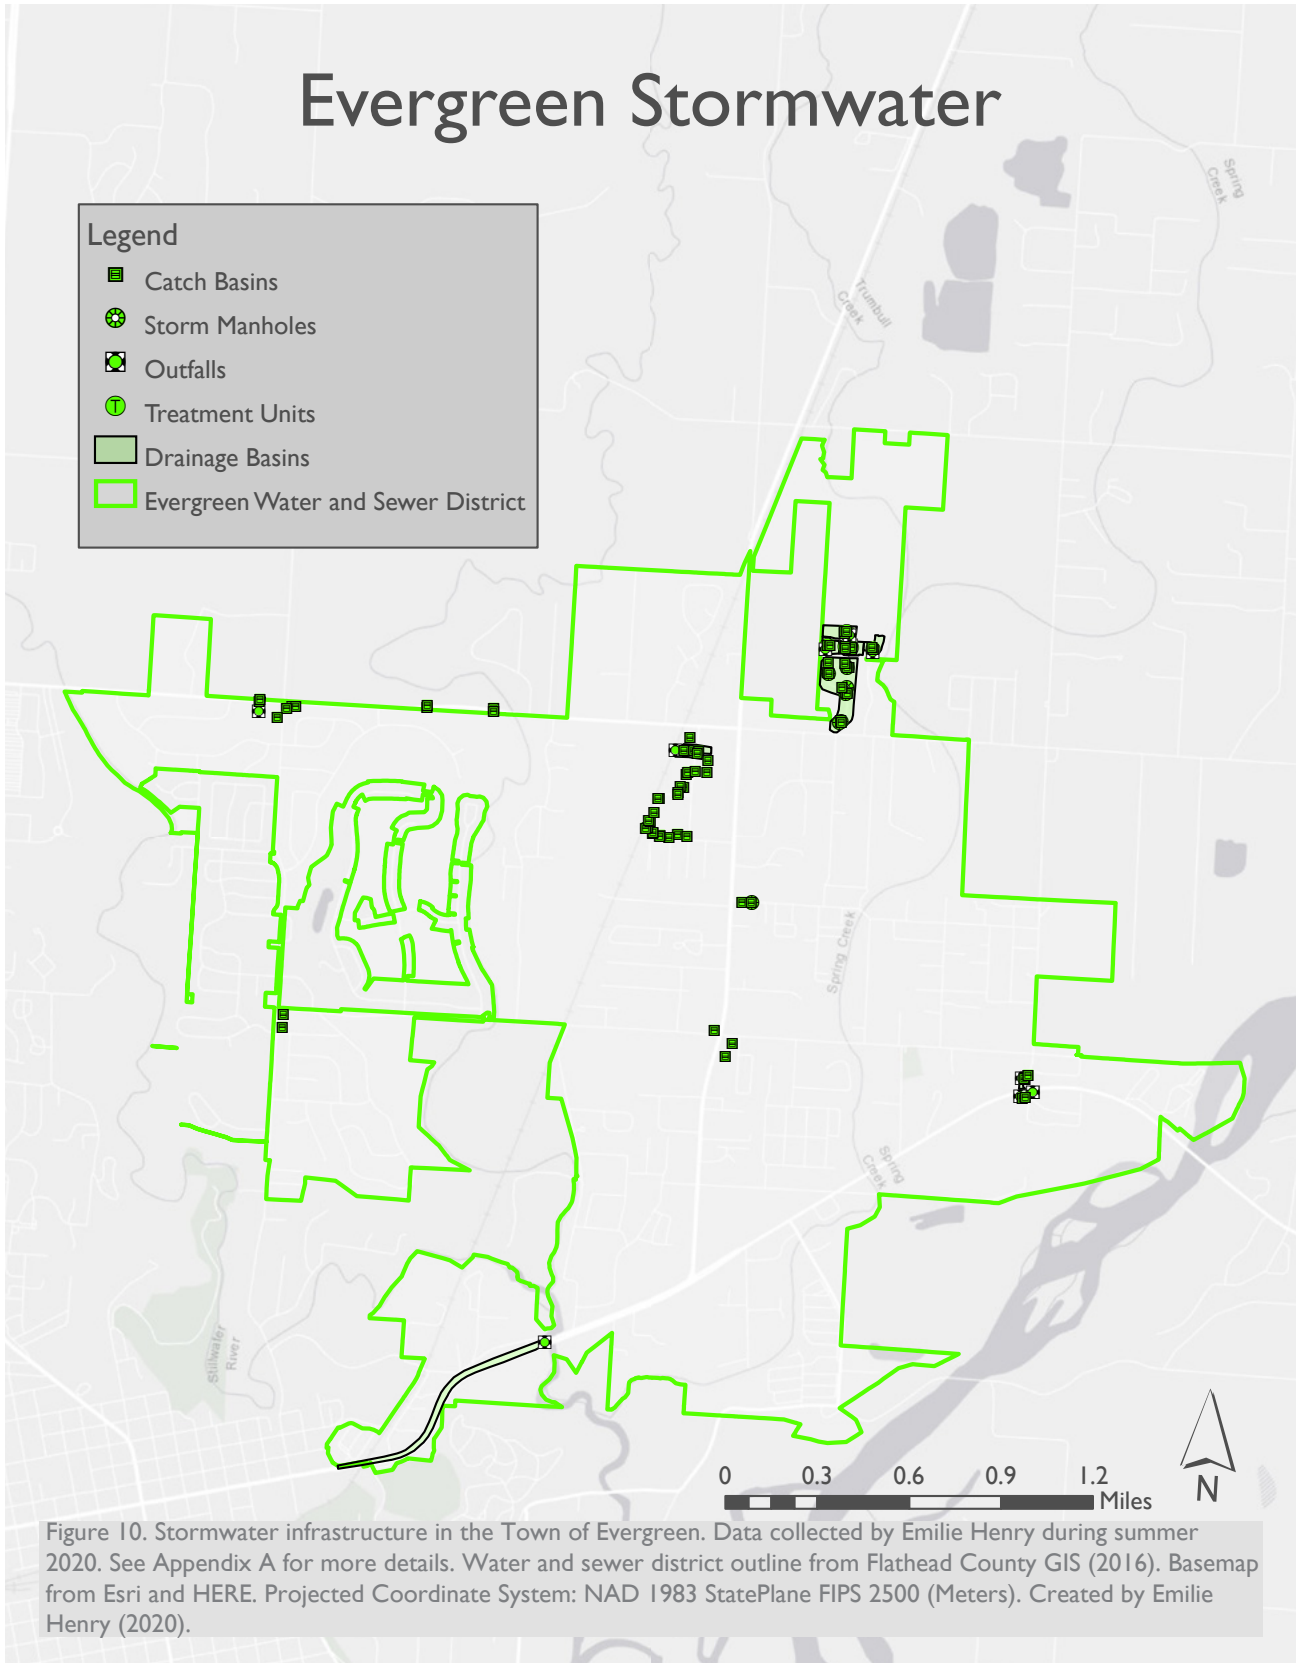 Evergreen Stormwater
Spring
Creek
Legend
Catch Basins
Storm Manholes
Outfalls
T
Treatment Units
Drainage Basins
Evergreen Water and Sewer District
Trumbull
Creek
Spring Creek
Spring
Creek
Stillwater
River
0 0.3 0.6 0.9 1.2
Miles
N
Figure 10. Stormwater infrastructure in the Town of Evergreen. Data collected by Emilie Henry during summer
2020. See Appendix A for more details. Water and sewer district outline from Flathead County GIS (2016). Basemap
from Esri and HERE. Projected Coordinate System: NAD 1983 StatePlane FIPS 2500 (Meters). Created by Emilie
Henry (2020).